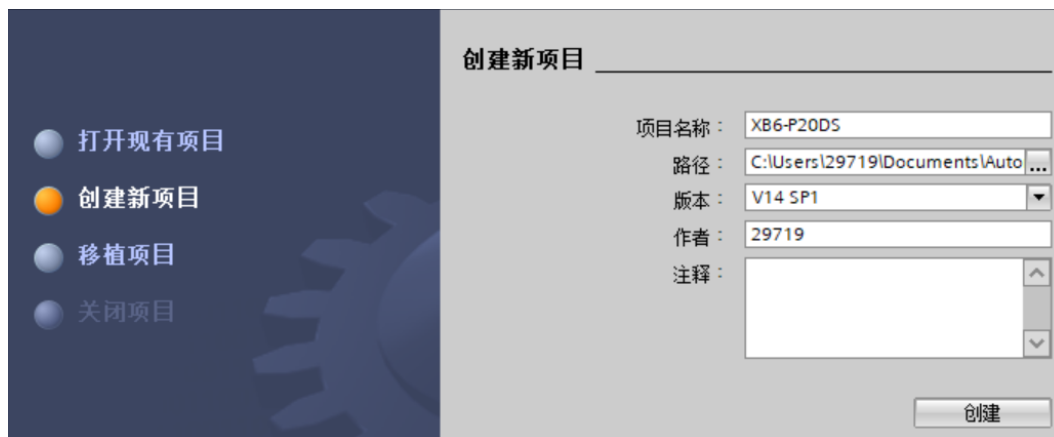 打开现有项目
创建新项目
移植项目
关闭项目
创建新项目
项目名称：
XB6-P20DS
路径：
C:\Users\29719\Documents\Auto
...
版本：
V14 SP1
作者：
29719
注释：
创建